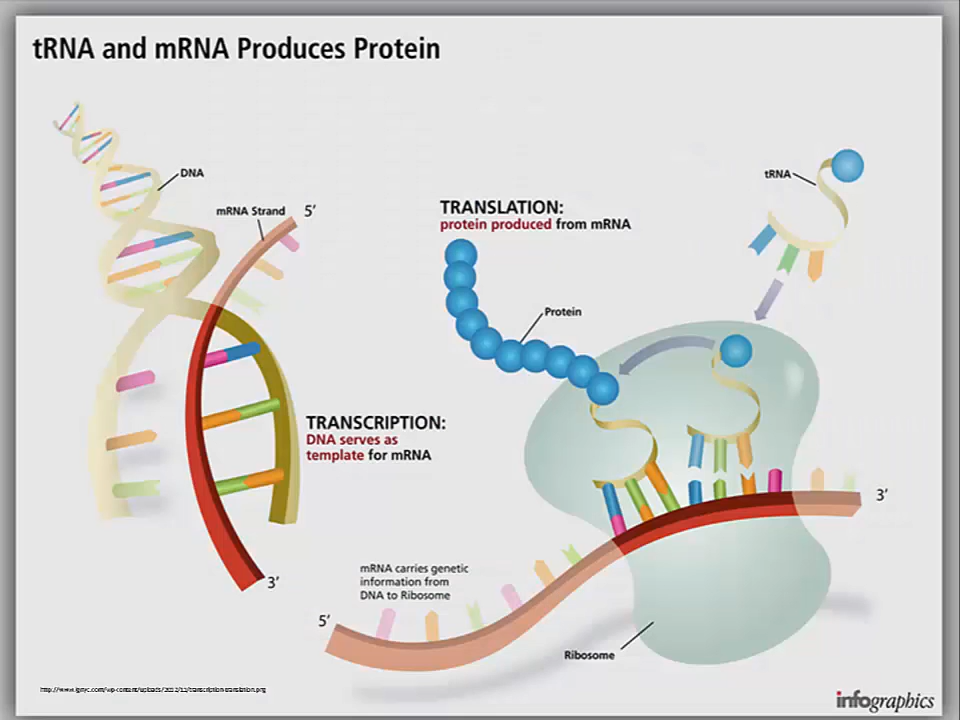 tRNA and mRNA Produces Protein
DNA
mRNA Strand
5’
3’
TRANSCRIPTION:
DNA serves as
template for mRNA
TRANSLATION:
protein produced from mRNA
Protein
tRNA
3’
mRNA carries genetic
information from
DNA to Ribosome
5’
Ribosome
infographics